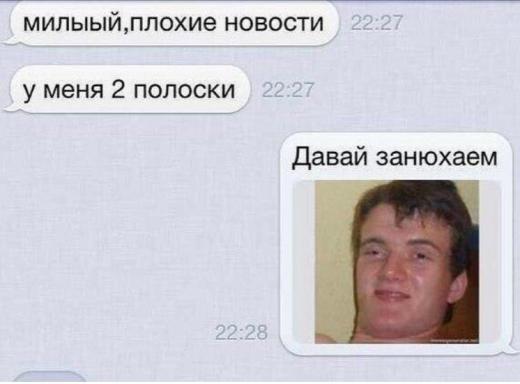 милыый,плохие новости
22:27
у меня 2 полоски
22:27
Давай занюхаем
22:28